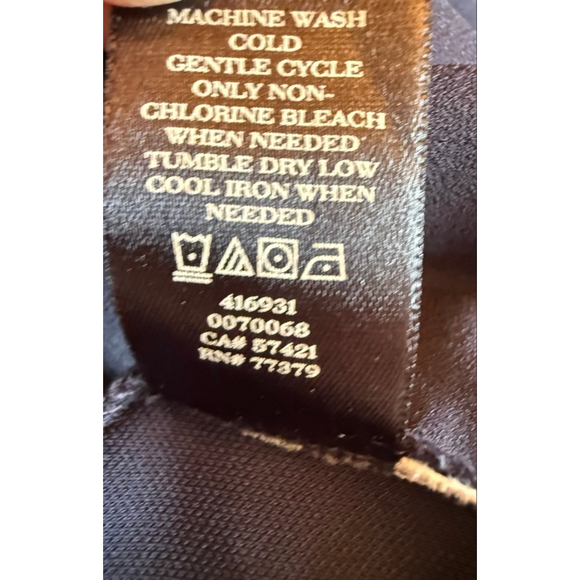 MACHINE WASH
COLD
GENTLE CYCLE
ONLY NON-
CHLORINE BLEACH
WHEN NEEDED
TUMBLE DRY LOW
COOL IRON WHEN
NEEDED
416931
0070068
CA# 57421
RN# 77379